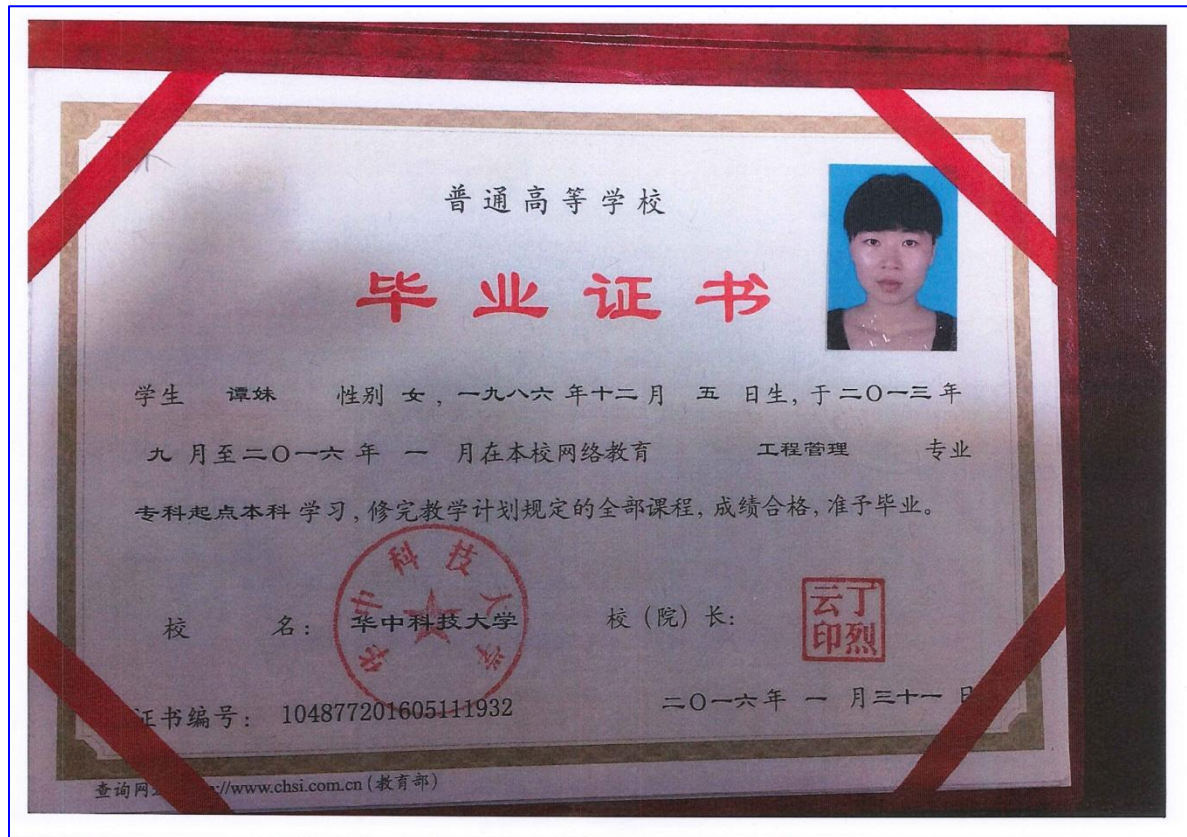 普通高等学校
毕业证书
学生 谭妹 性别 女，一九八六 年十二月 五 日生，于二〇一三年
九 月至二〇一六 年 一 月在本校网络教育 工程管理 专业
专科起点本科 学习，修完教学计划规定的全部课程，成绩合格，准予毕业。
华中科技大学
校 名： 华中科技大学 校（院）长： 丁烈云印
二〇一六年 一 月三十一 日
证书编号： 104877201605111932
查询网 //www.chsi.com.cn（教育部）